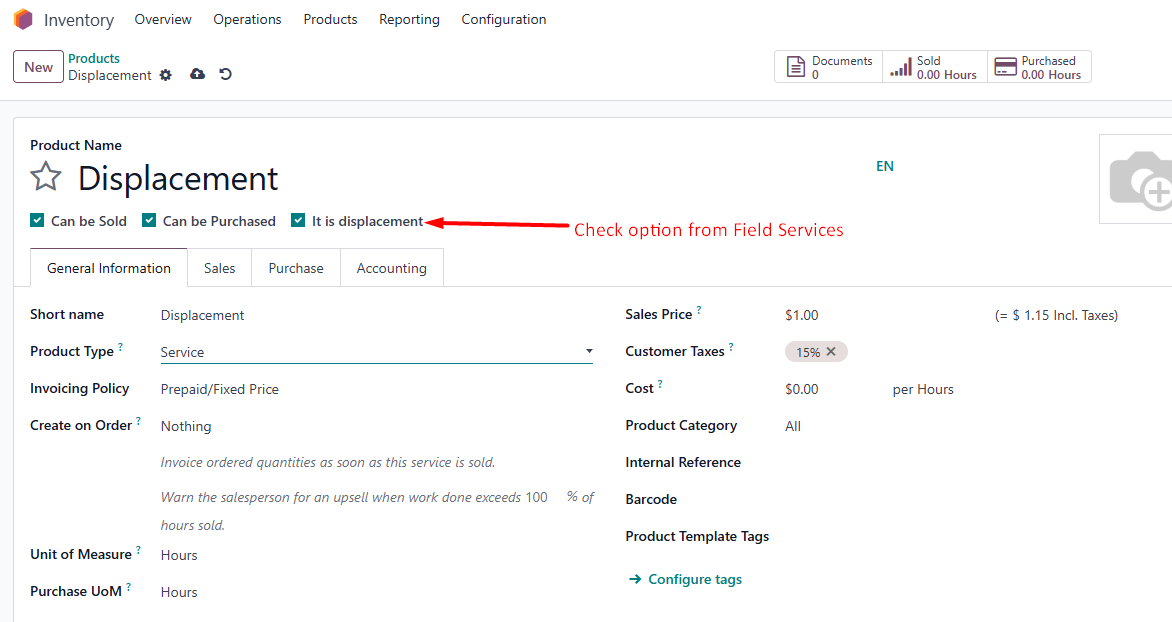 Inventory Overview Operations Products Reporting Configuration
New
Products
Displacement
Documents
0
Sold
0.00 Hours
Purchased
0.00 Hours
Product Name
Displacement
EN
Can be Sold Can be Purchased It is displacement
Check option from Field Services
General Information Sales Purchase Accounting
Short name Displacement
Sales Price ? $1.00 (= $ 1.15 Incl. Taxes)
Product Type ? Service
Customer Taxes ? 15%
Invoicing Policy Prepaid/Fixed Price
Cost ? $0.00 per Hours
Create on Order ? Nothing
Product Category All
Invoice ordered quantities as soon as this service is sold.
Internal Reference
Warn the salesperson for an upsell when work done exceeds 100 % of
hours sold.
Barcode
Product Template Tags
Unit of Measure ? Hours
Configure tags
Purchase UoM ? Hours